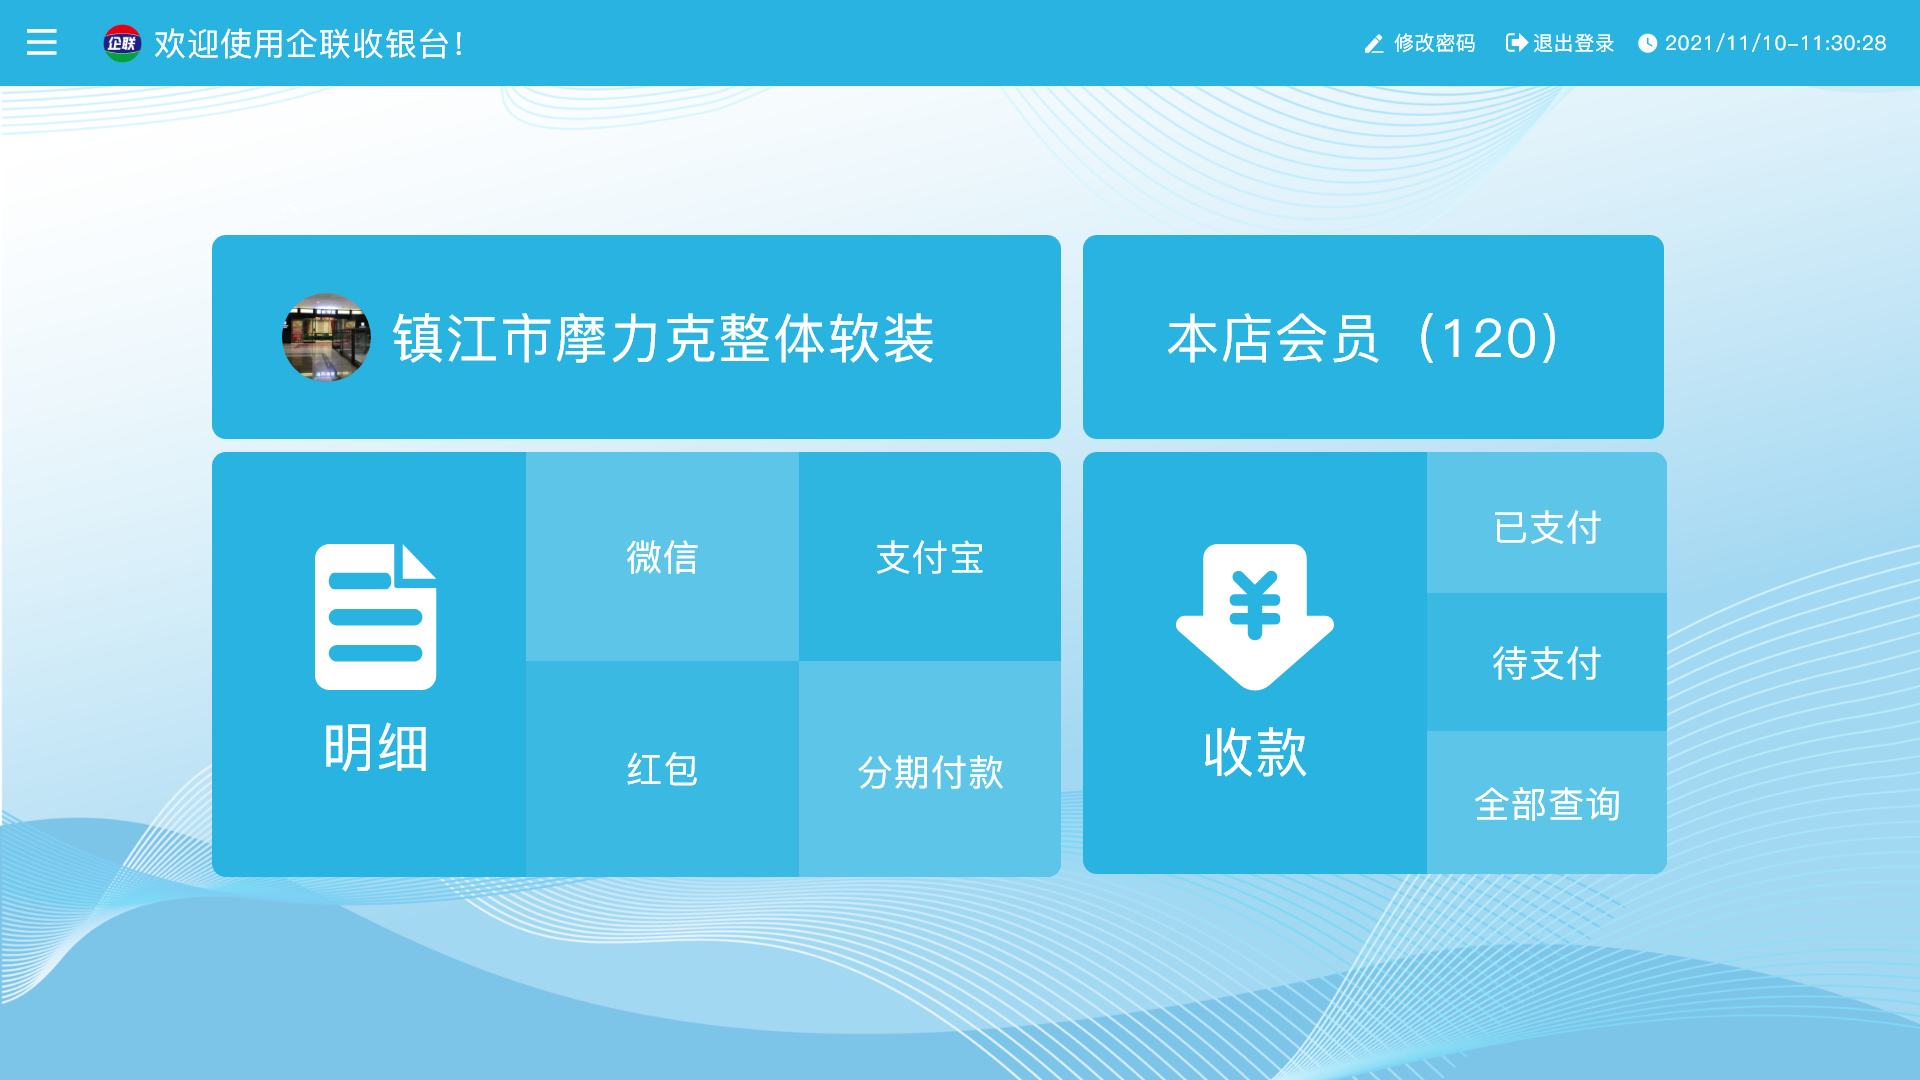 企联
欢迎使用企联收银台!
修改密码
退出登录
2021/11/10-11:30:28
镇江市摩力克整体软装
本店会员（120）
明细
微信
支付宝
红包
分期付款
¥
收款
已支付
待支付
全部查询